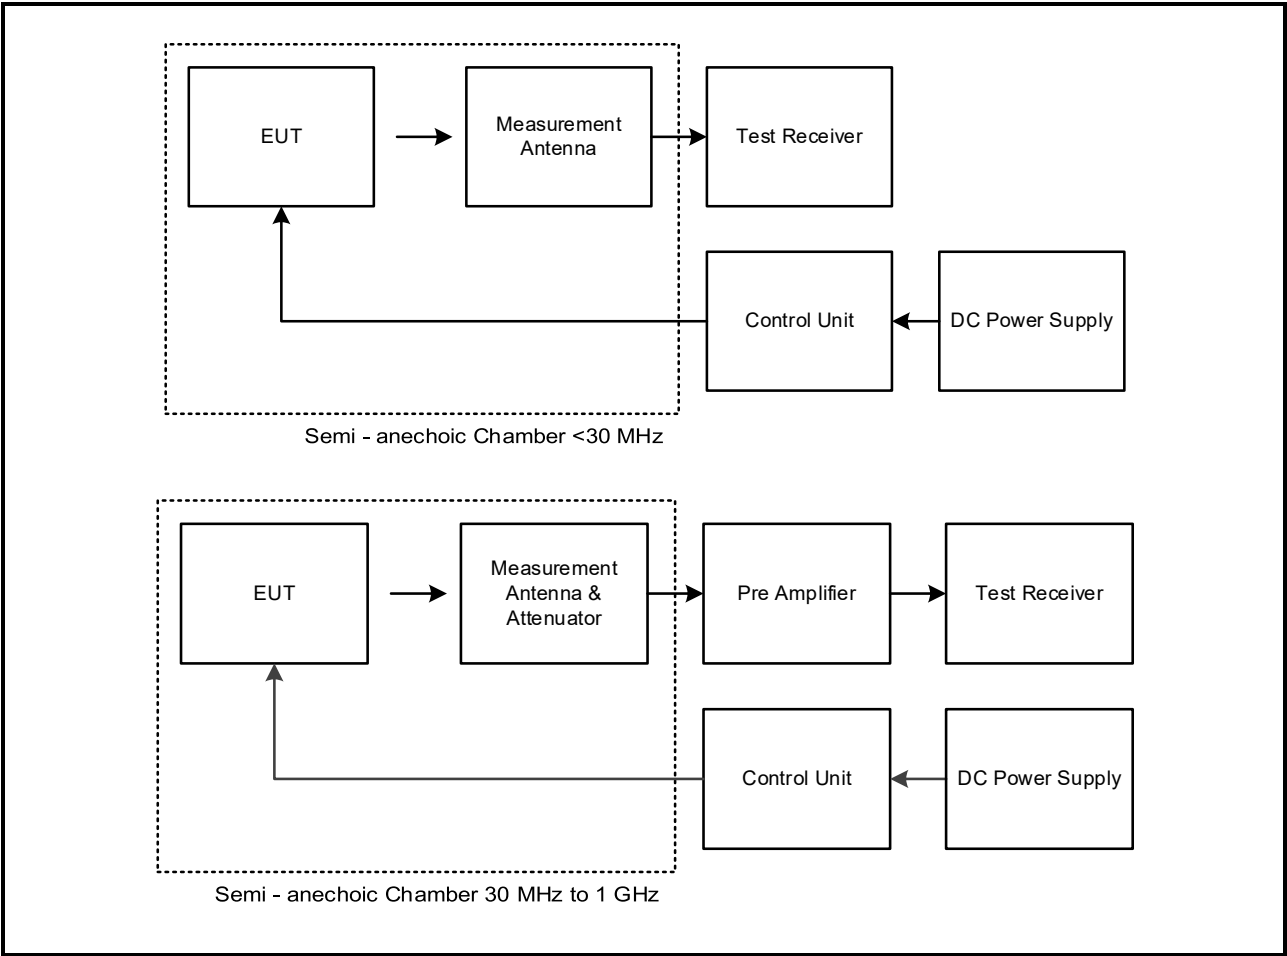 EUT
Measurement
Antenna
Test Receiver
Control Unit
DC Power Supply
Semi - anechoic Chamber <30 MHz
EUT
Measurement
Antenna &
Attenuator
Pre Amplifier
Test Receiver
Control Unit
DC Power Supply
Semi - anechoic Chamber 30 MHz to 1 GHz